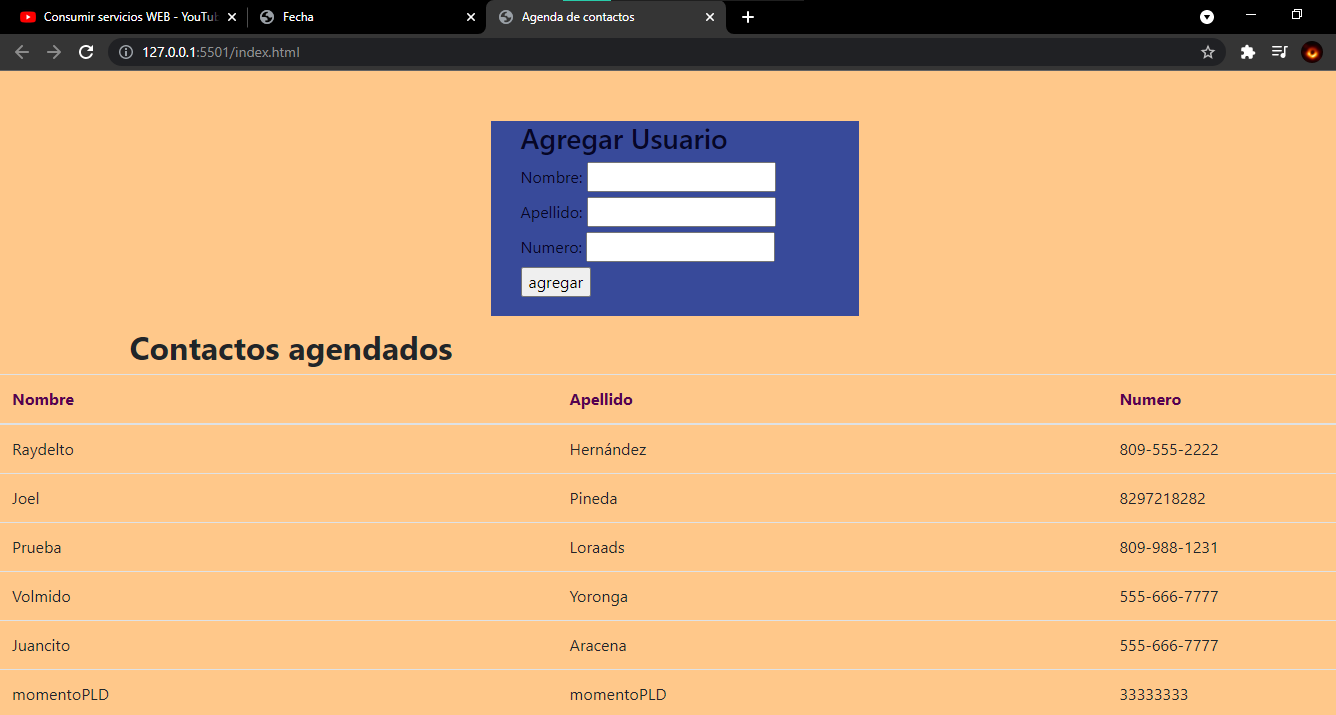 Consumir servicios WEB - YouTub
Fecha
Agenda de contactos
127.0.0.1:5501/index.html
Agregar Usuario
Nombre:
Apellido:
Numero:
agregar
Contactos agendados
Nombre Apellido Numero
Raydelto Hernández 809-555-2222
Joel Pineda 8297218282
Prueba Loraads 809-988-1231
Volmido Yoronga 555-666-7777
Juancito Aracena 555-666-7777
momentoPLD momentoPLD 33333333